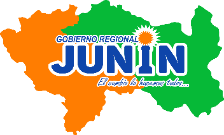 GOBIERNO REGIONAL
JUNIN
El cambio lo hacemos todos...